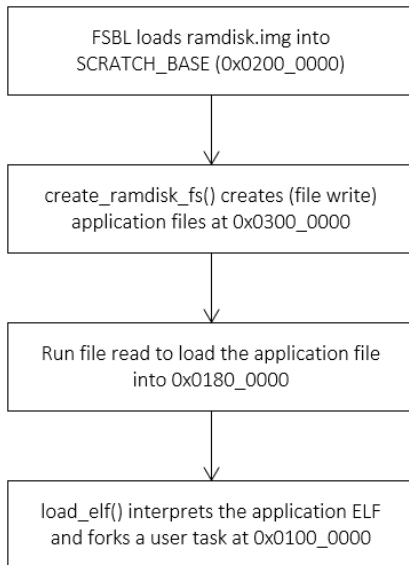 FSBL loads ramdisk.img into
SCRATCH_BASE (0x0200_0000)
create_ramdisk_fs() creates (file write)
application files at 0x0300_0000
Run file read to load the application file
into 0x0180_0000
load_elf() interprets the application ELF
and forks a user task at 0x0100_0000